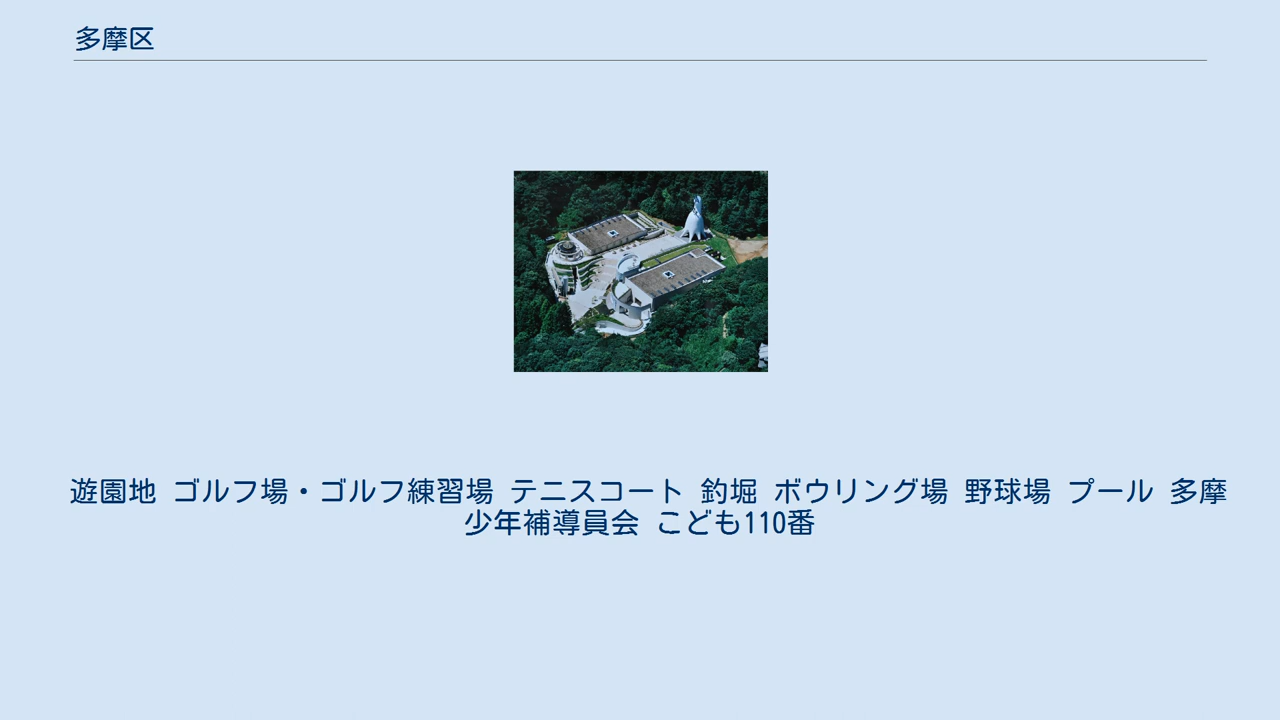 多摩区
遊園地 ゴルフ場・ゴルフ練習場 テニスコート 釣堀 ボウリング場 野球場 プール 多摩
少年補導員会 こども110番